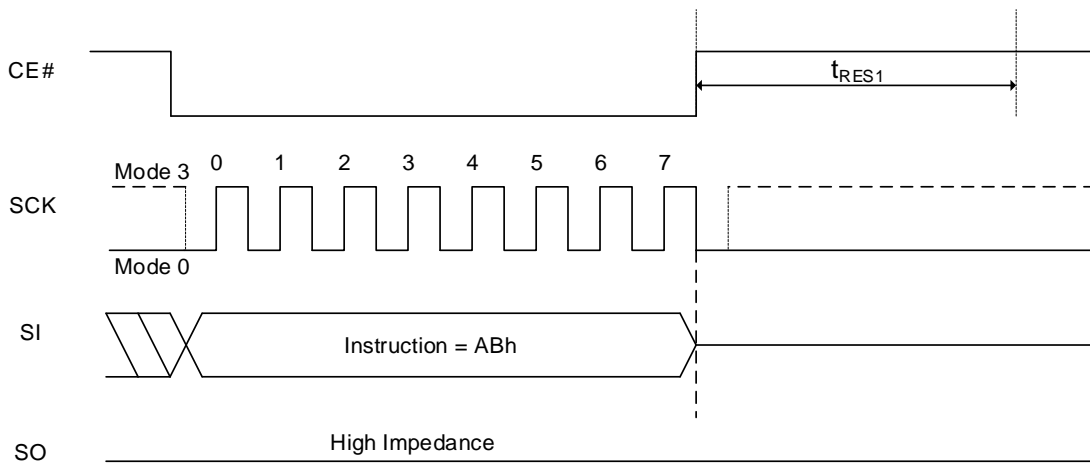 CE#
tRES1
Mode 3
0 1 2 3 4 5 6 7
SCK
Mode 0
SI
Instruction = ABh
SO
High Impedance